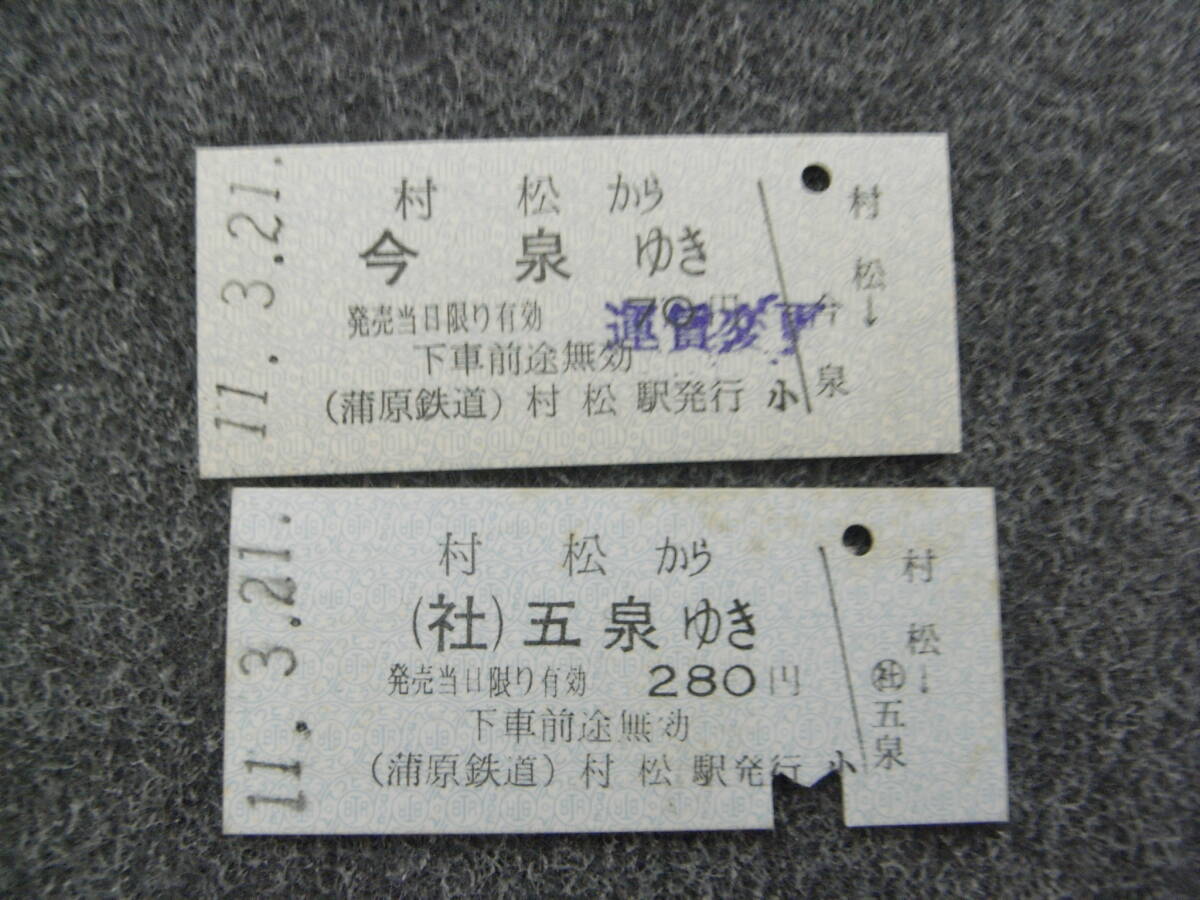 11. 3.21.
村 松 から
今 泉 ゆき
発売当日限り有効 70円
運賃変更
下車前途無効
(蒲原鉄道) 村 松 駅発行 小
村松→今泉
11. 3.21.
村 松 から
(社) 五 泉 ゆき
発売当日限り有効 280円
下車前途無効
(蒲原鉄道) 村 松 駅発行 小
村松→㊓五泉